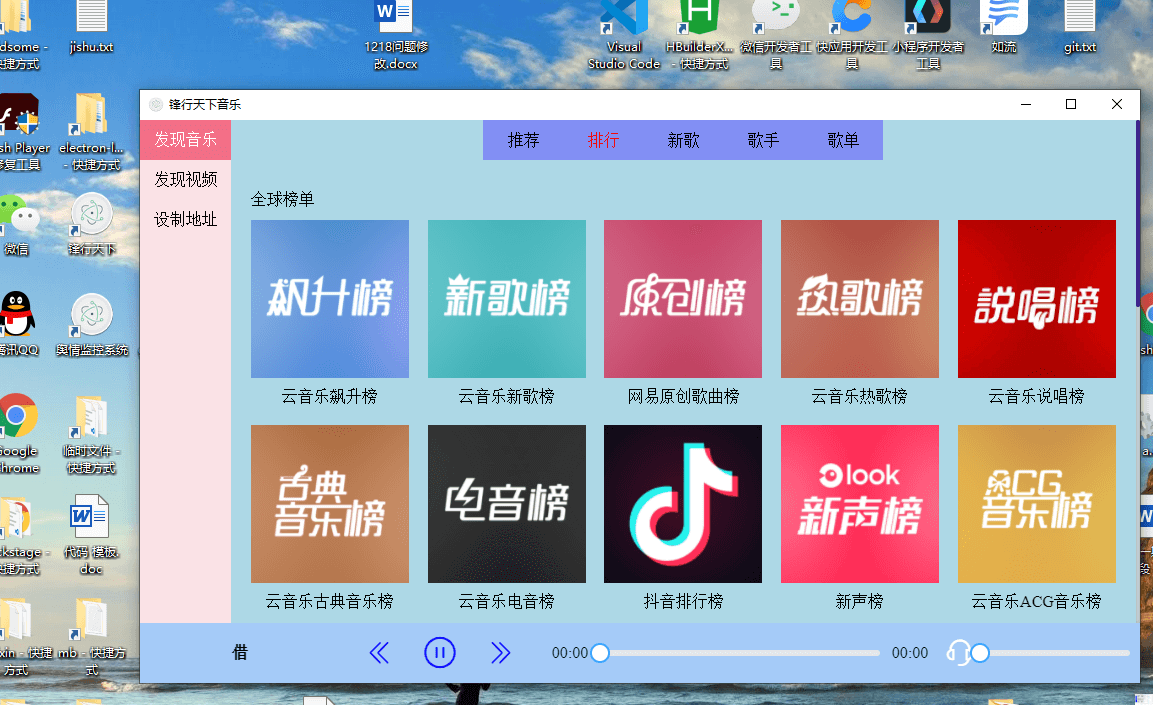 dsome -
捷方式
jishu.txt
1218问题修
改.docx
Visual
Studio Code
HBuilderX...
- 快捷方式
微信开发者工
具
快应用开发工
具
小程序开发者
工具
如流
git.txt
sh Player
修复工具
electron-l...
- 快捷方式
微信
锋行天下
腾讯QQ
舆情监控系统
Google
Chrome
临时文件 -
快捷方式
ckstage -
快捷方式
代码 模板.
doc
xin - 快捷
方式
mb - 快捷方
式
锋行天下音乐
发现音乐
发现视频
设制地址
推荐
排行
新歌
歌手
歌单
全球榜单
飙升榜
新歌榜
原创榜
热歌榜
説唱榜
云音乐飙升榜
云音乐新歌榜
网易原创歌曲榜
云音乐热歌榜
云音乐说唱榜
古典
音乐榜
电音榜
look
新声榜
ACG
音乐榜
云音乐古典音乐榜
云音乐电音榜
抖音排行榜
新声榜
云音乐ACG音乐榜
借
00:00
00:00